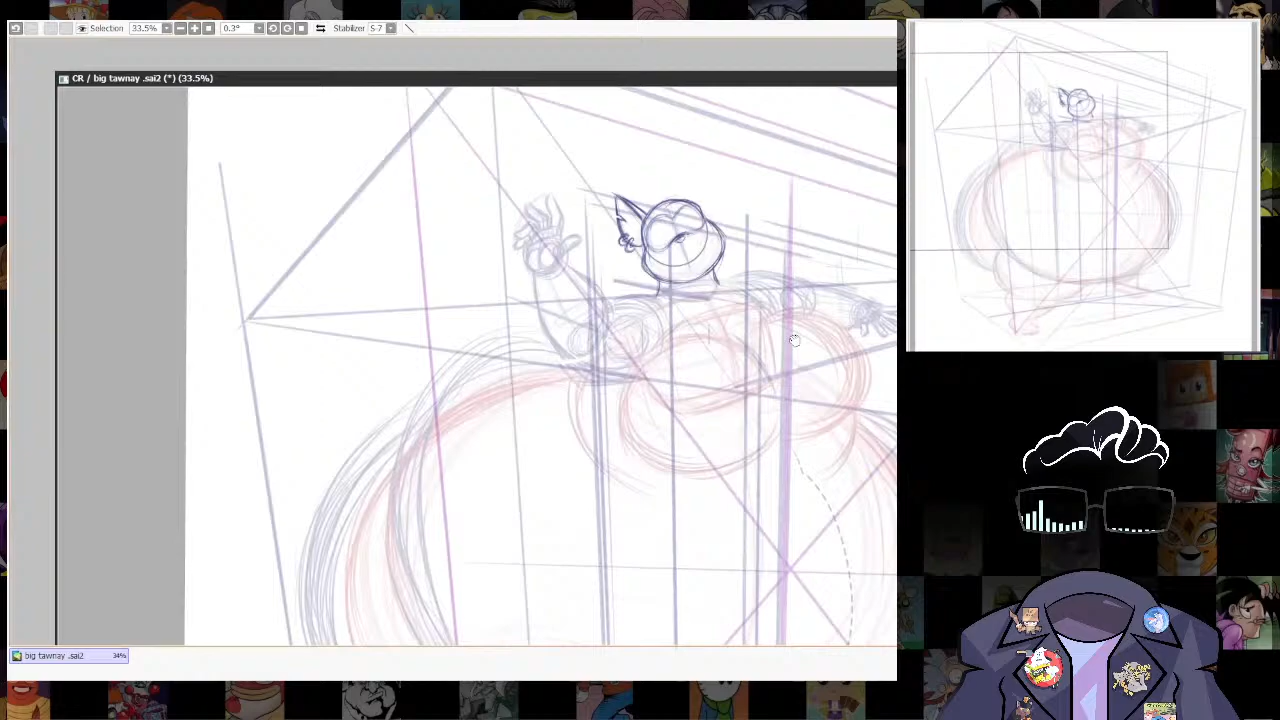 Selection 33.5% 0.3° Stabilizer S-7
CR / big tawnay .sai2 (*) (33.5%)
big tawnay .sai2 34%